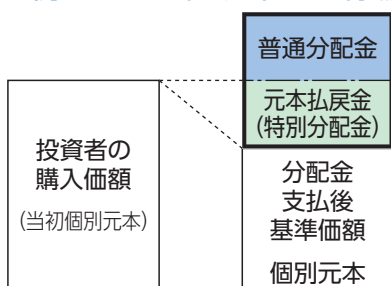 普通分配金
元本払戻金
(特別分配金)
投資者の
購入価額
(当初個別元本)
分配金
支払後
基準価額
個別元本